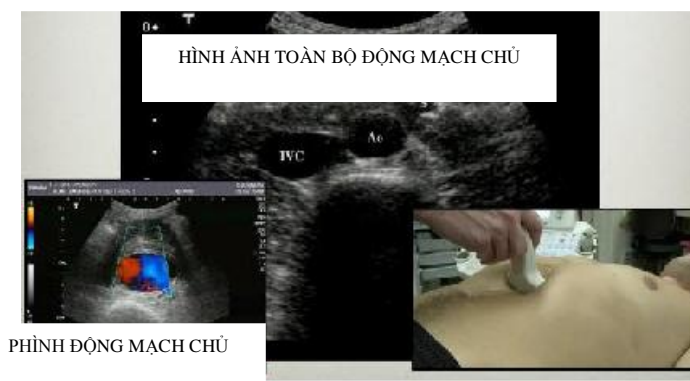 HÌNH ẢNH TOÀN BỘ ĐỘNG MẠCH CHỦ
Ao
IVC
PHÌNH ĐỘNG MẠCH CHỦ